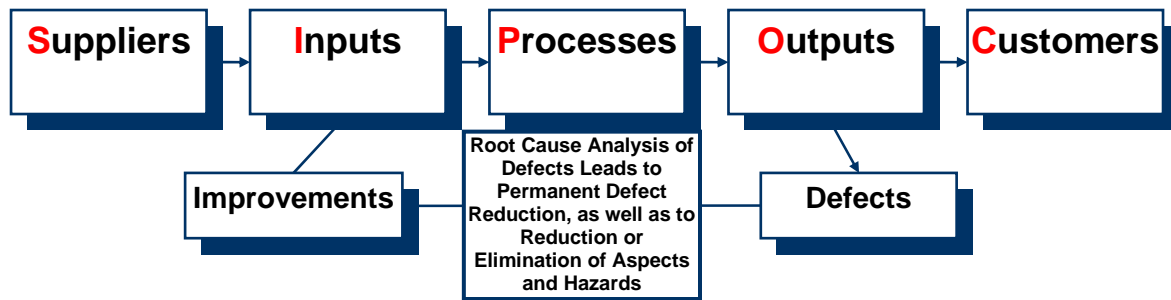 Suppliers
Inputs
Processes
Outputs
Customers
Improvements
Root Cause Analysis of
Defects Leads to
Permanent Defect
Reduction, as well as to
Reduction or
Elimination of Aspects
and Hazards
Defects